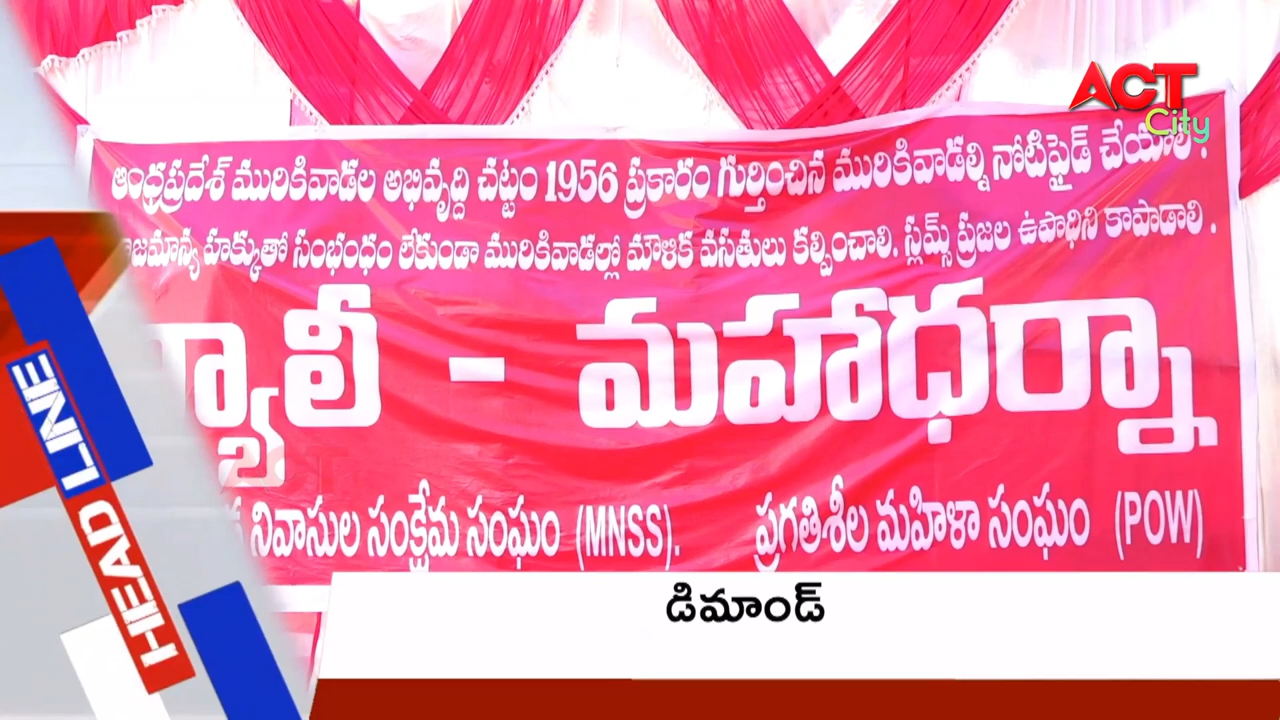 ACT
City
ఆంధ్రప్రదేశ్ మురికివాడల అభివృద్ధి చట్టం 1956 ప్రకారం గుర్తించిన మురికివాడల్ని నోటిఫైడ్ చేయాలి.
హక్కుతో సంబంధం లేకుండా మురికివాడల్లో మౌళిక వసతులు కల్పించాలి. స్లమ్స్ ప్రజల ఉపాధిని కాపాడాలి.
ర్యాలీ - మహాధర్నా
నివాసుల సంక్షేమ సంఘం (MNSS). ప్రగతిశీల మహిళా సంఘం (POW)
HEAD LINE
డిమాండ్